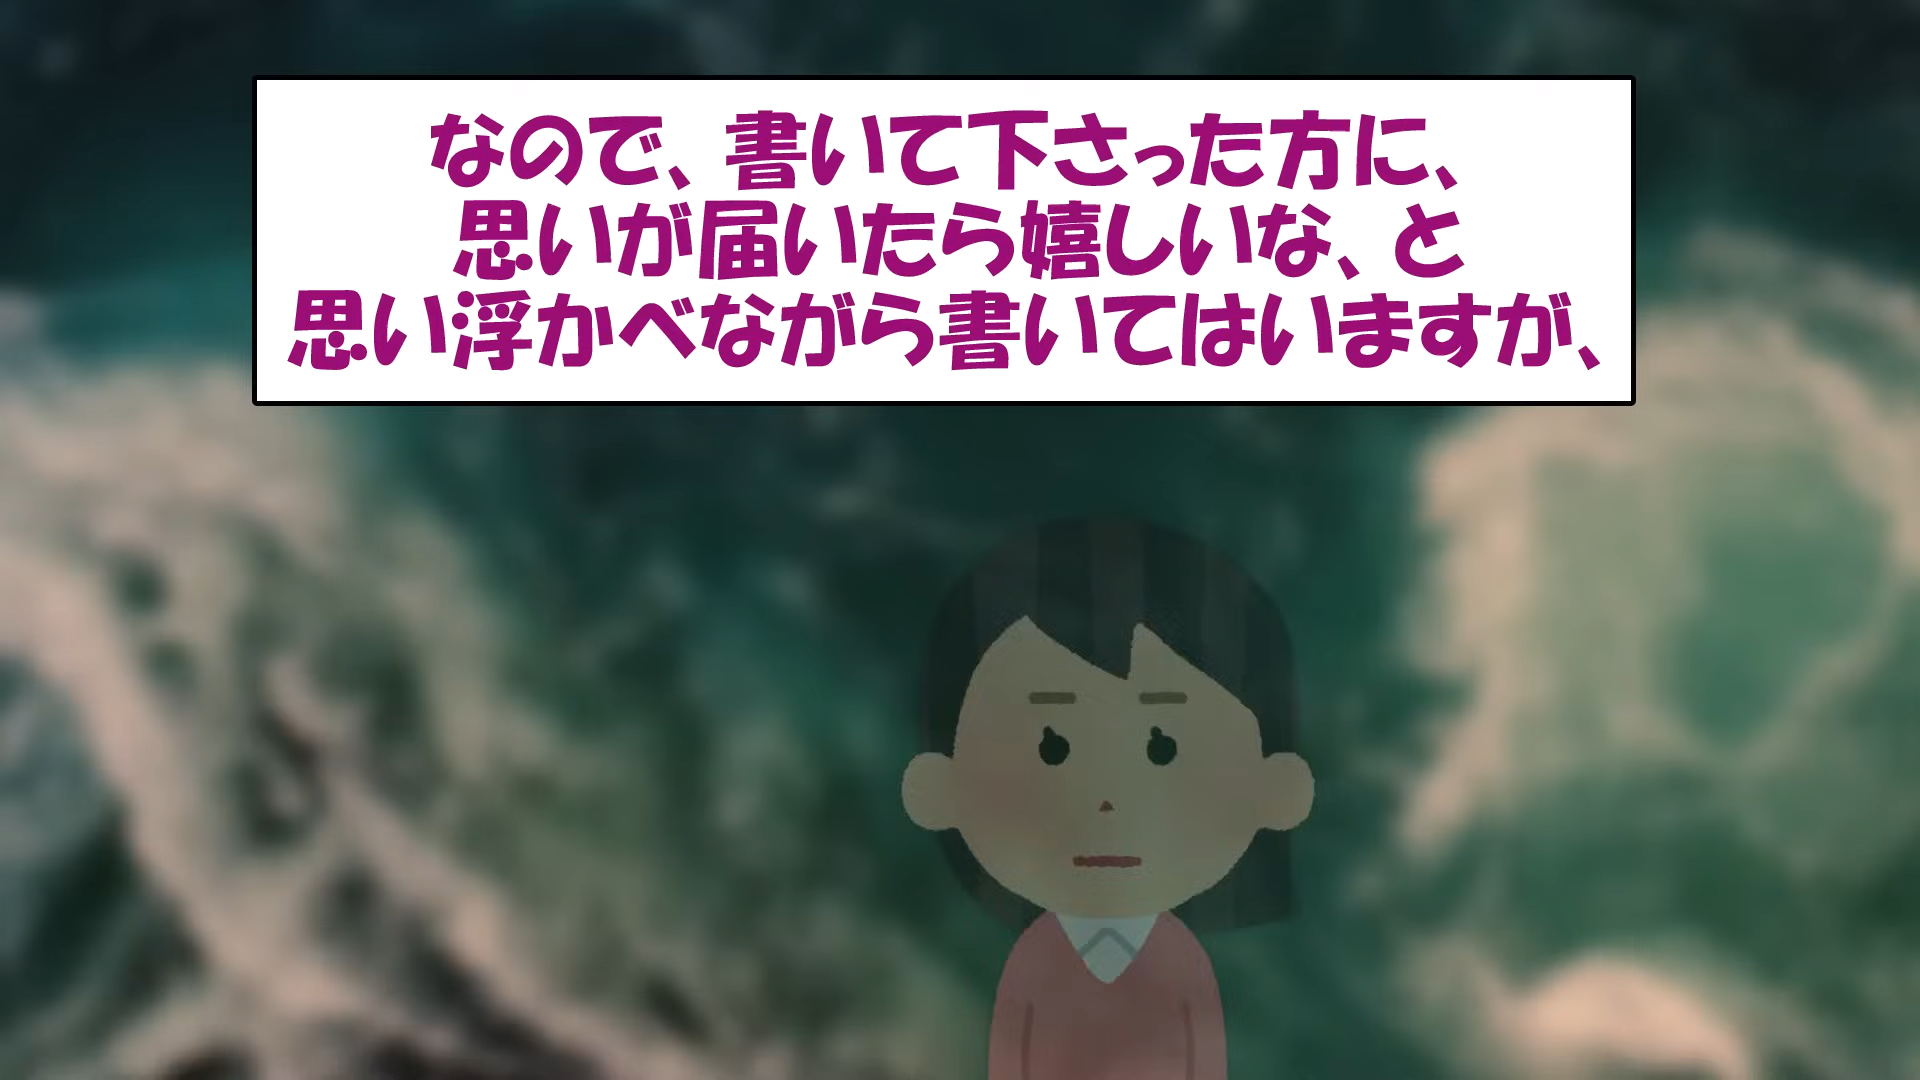 なので、書いて下さった方に、
思いが届いたら嬉しいな、と
思い浮かべながら書いてはいますが、